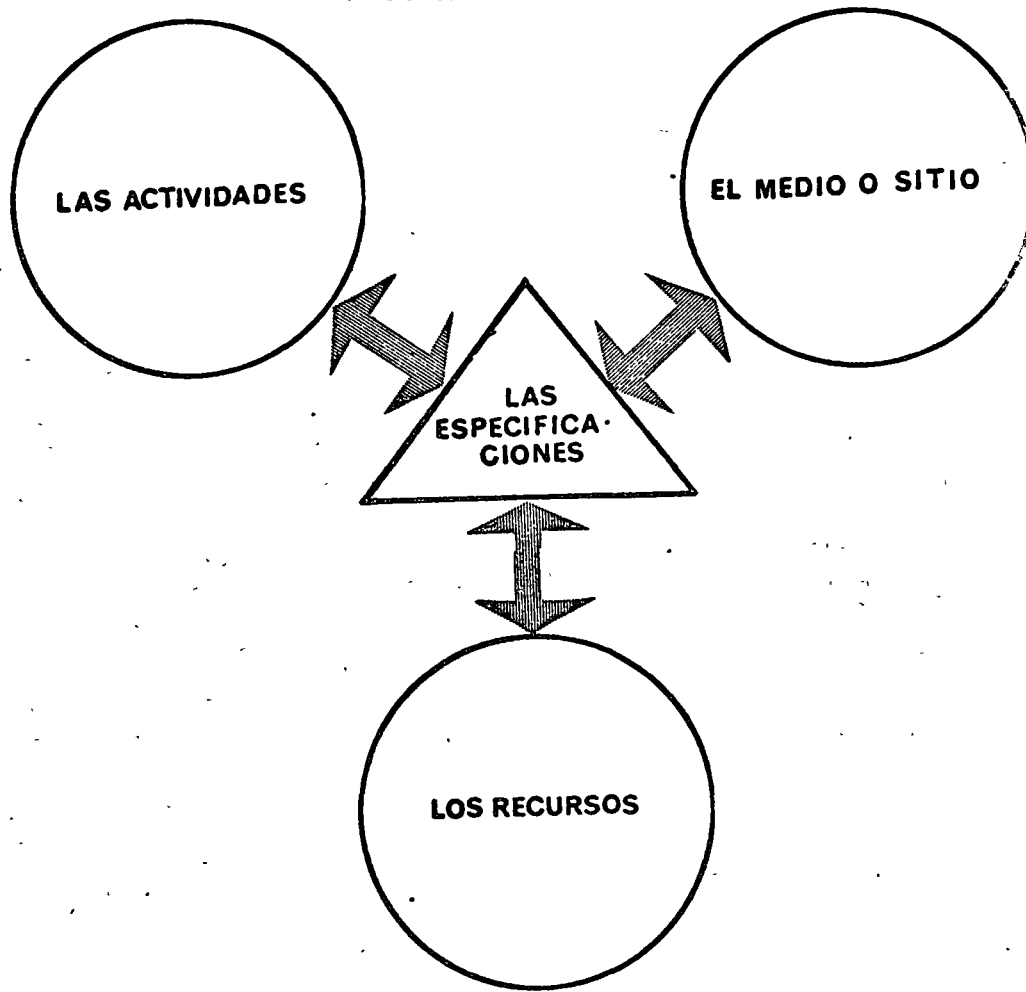 LAS ACTIVIDADES
EL MEDIO O SITIO
LAS
ESPECIFICA-
CIONES
LOS RECURSOS